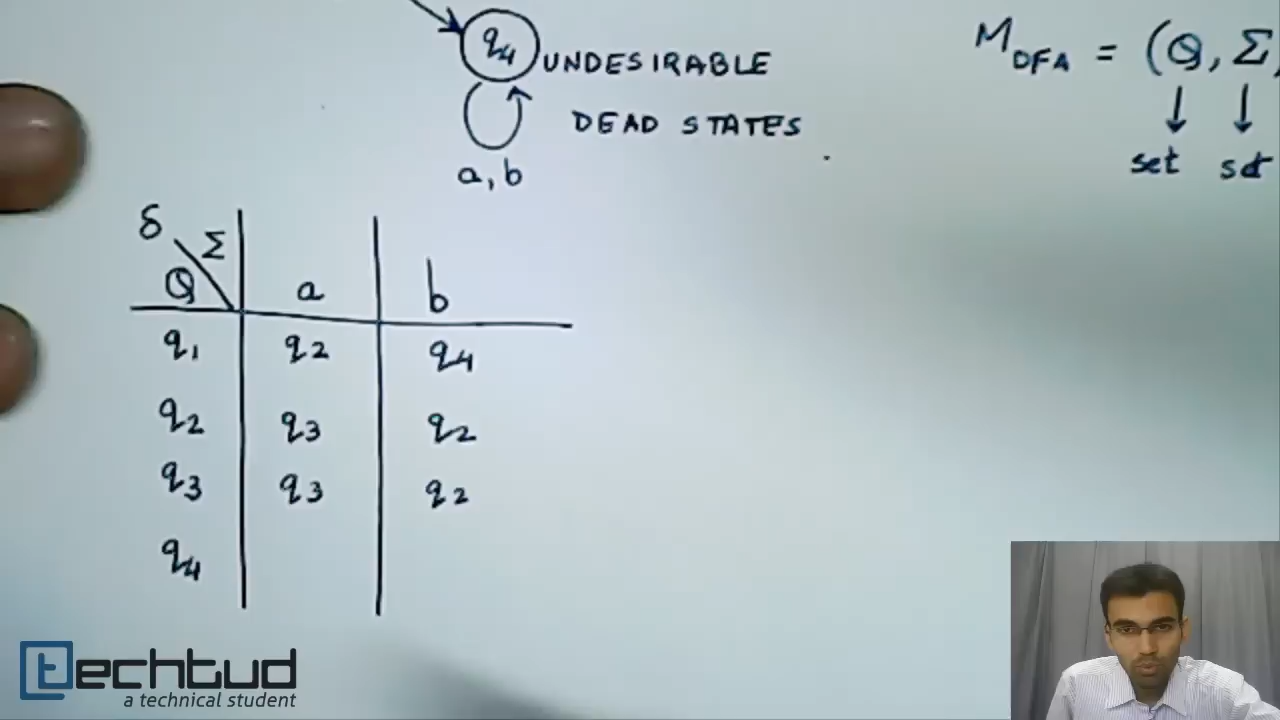 q4 UNDESIRABLE
DEAD STATES
a, b
M DFA = (Q, Σ,
↓ ↓
set set
δ Σ
Q a b
q1 q2 q4
q2 q3 q2
q3 q3 q2
q4
techtud
a technical student